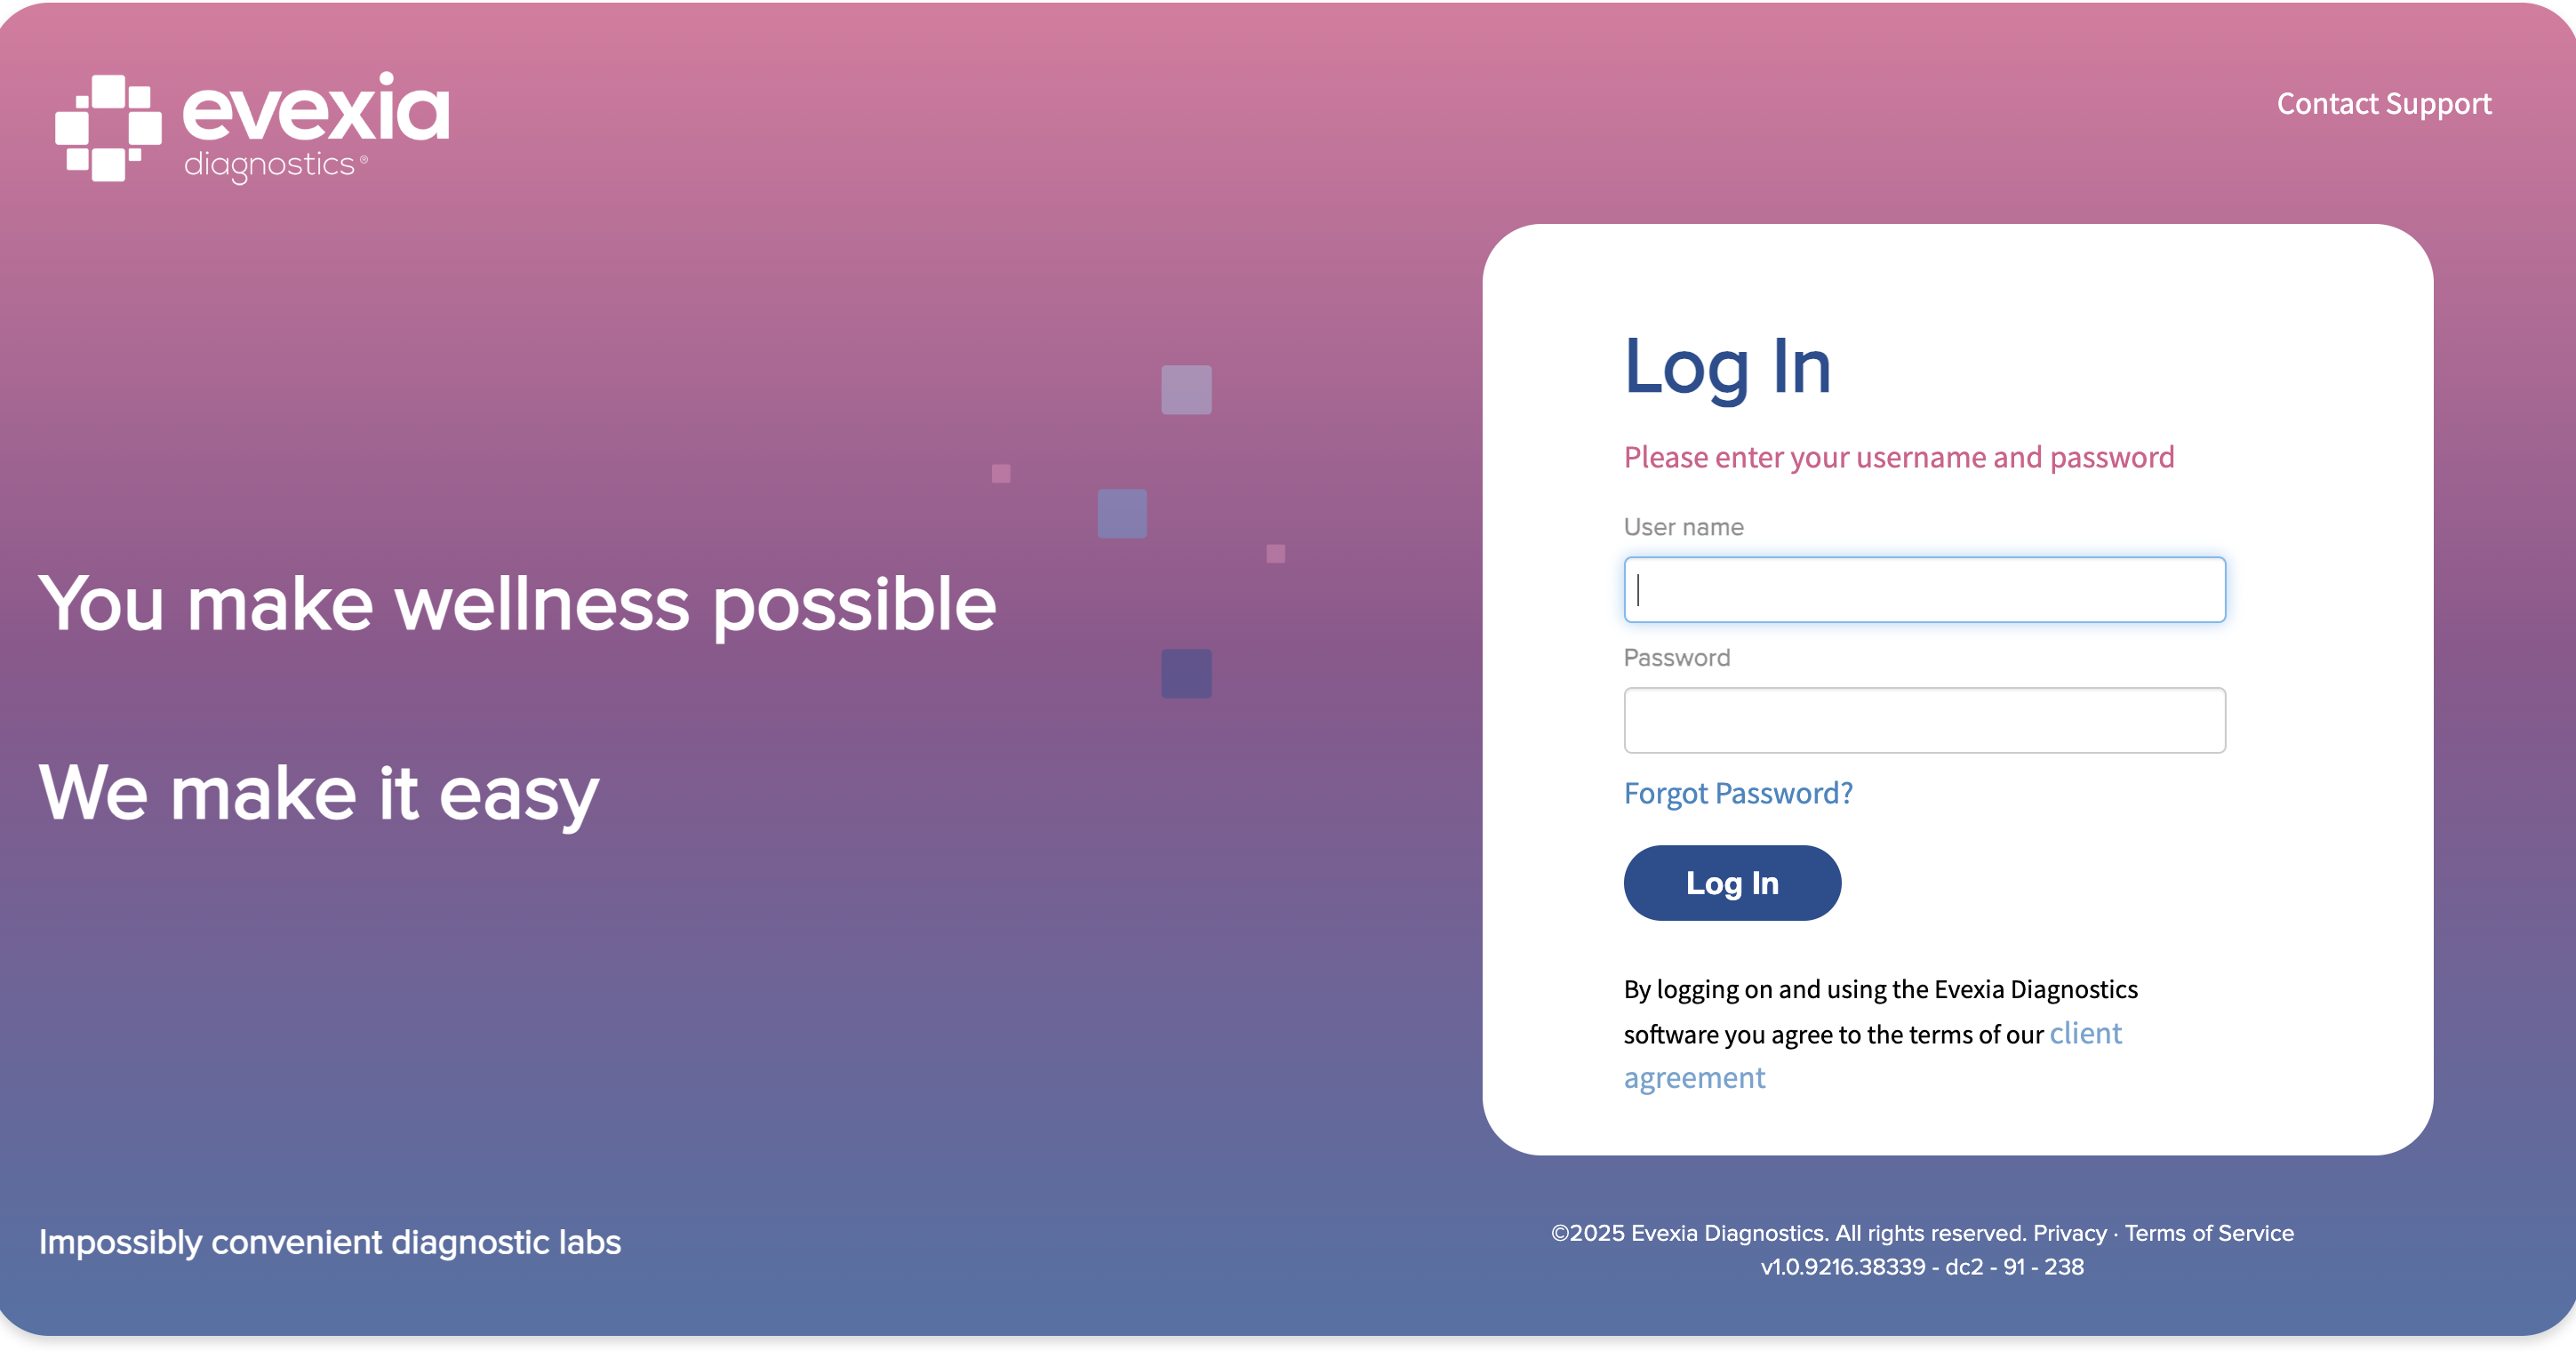 evexia
diagnostics®
Contact Support
You make wellness possible
We make it easy
Impossibly convenient diagnostic labs
Log In
Please enter your username and password
User name
Password
Forgot Password?
Log In
By logging on and using the Evexia Diagnostics
software you agree to the terms of our client
agreement
©2025 Evexia Diagnostics. All rights reserved. Privacy · Terms of Service
v1.0.9216.38339 - dc2 - 91 - 238